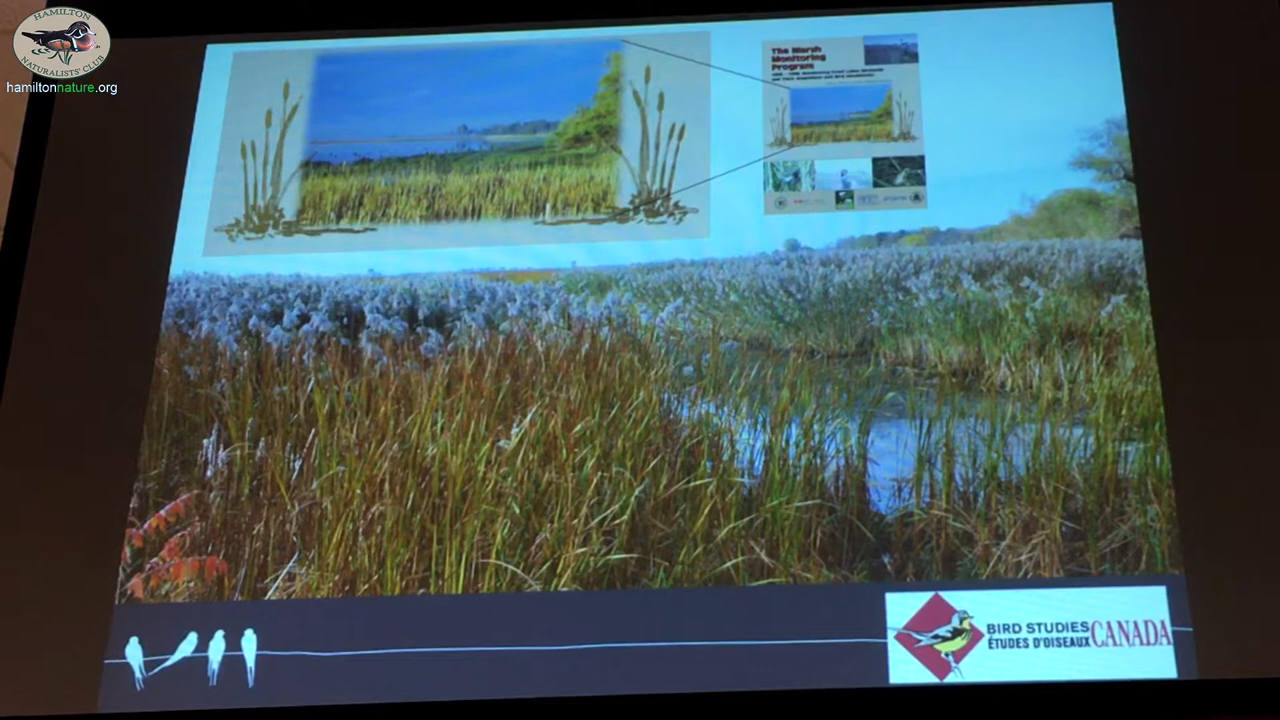 HAMILTON
NATURALISTS' CLUB
hamiltonnature.org
The Marsh
Monitoring
Program
BIRD STUDIES
ÉTUDES D'OISEAUX
CANADA